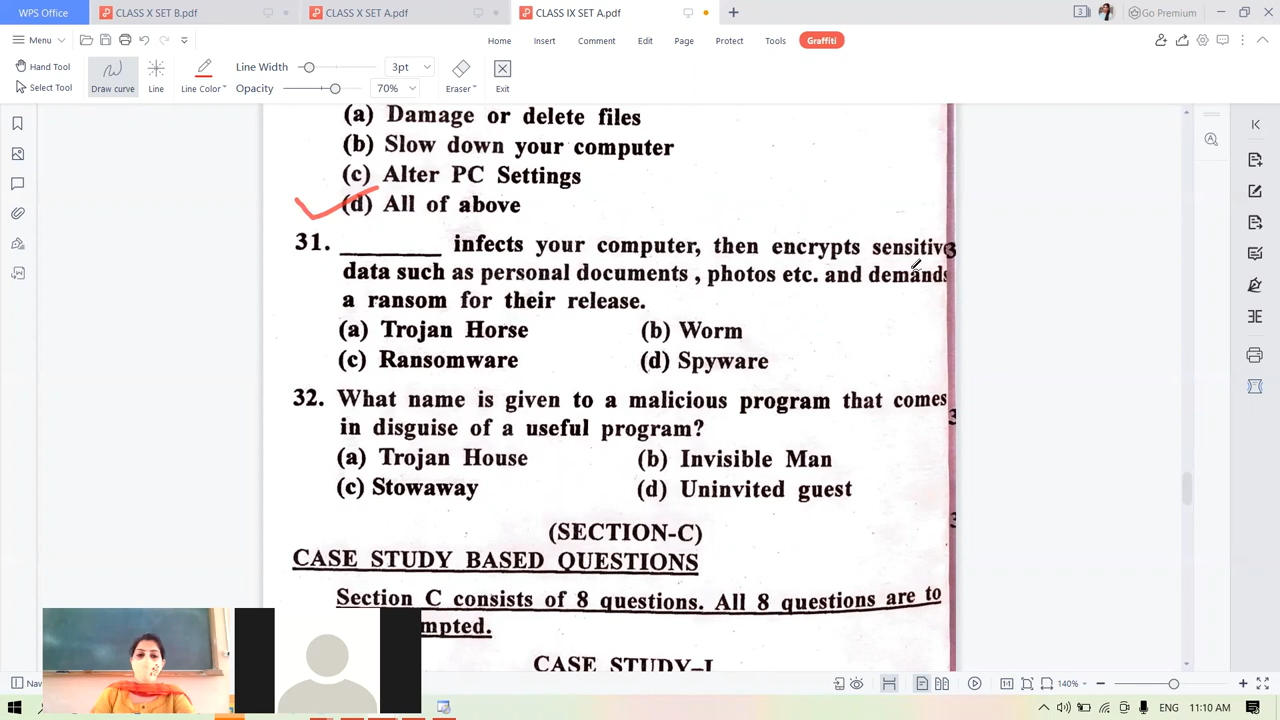 WPS Office
CLASS IX SET B.pdf
CLASS X SET A.pdf
CLASS IX SET A.pdf
Go Premium
Menu
Home Insert Comment Edit Page Protect Tools Graffiti
Hand Tool
Select Tool
Draw curve
Line
Line Color
Line Width 3pt
Opacity 70%
Eraser
Exit
(a) Damage or delete files
(b) Slow down your computer
(c) Alter PC Settings
(d) All of above
31. ________ infects your computer, then encrypts sensitive
data such as personal documents , photos etc. and demands
a ransom for their release.
(a) Trojan Horse (b) Worm
(c) Ransomware (d) Spyware
32. What name is given to a malicious program that comes
in disguise of a useful program?
(a) Trojan House (b) Invisible Man
(c) Stowaway (d) Uninvited guest
(SECTION-C)
CASE STUDY BASED QUESTIONS
Section C consists of 8 questions. All 8 questions are to
mpted.
CASE STUDY-I
Nav
140%
ENG 11:10 AM